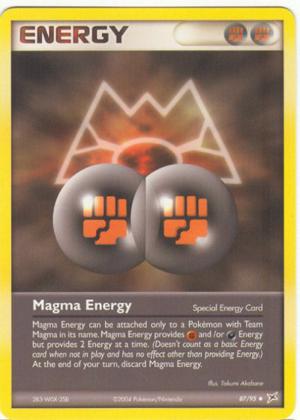 ENERGY
Magma Energy Special Energy Card
Magma Energy can be attached only to a Pokémon with Team
Magma in its name. Magma Energy provides and/or Energy
but provides 2 Energy at a time. (Doesn't count as a basic Energy
card when not in play and has no effect other than providing Energy.)
At the end of your turn, discard Magma Energy.
Illus. Takumi Akabane
©2004 Pokémon/Nintendo 87/95